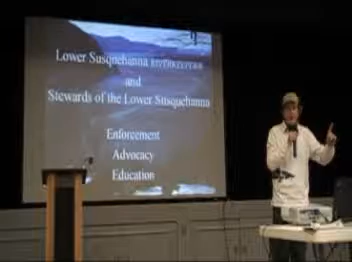 Lower Susquehanna RIVERKEEPER
and
Stewards of the Lower Susquehanna
Enforcement
Advocacy
Education